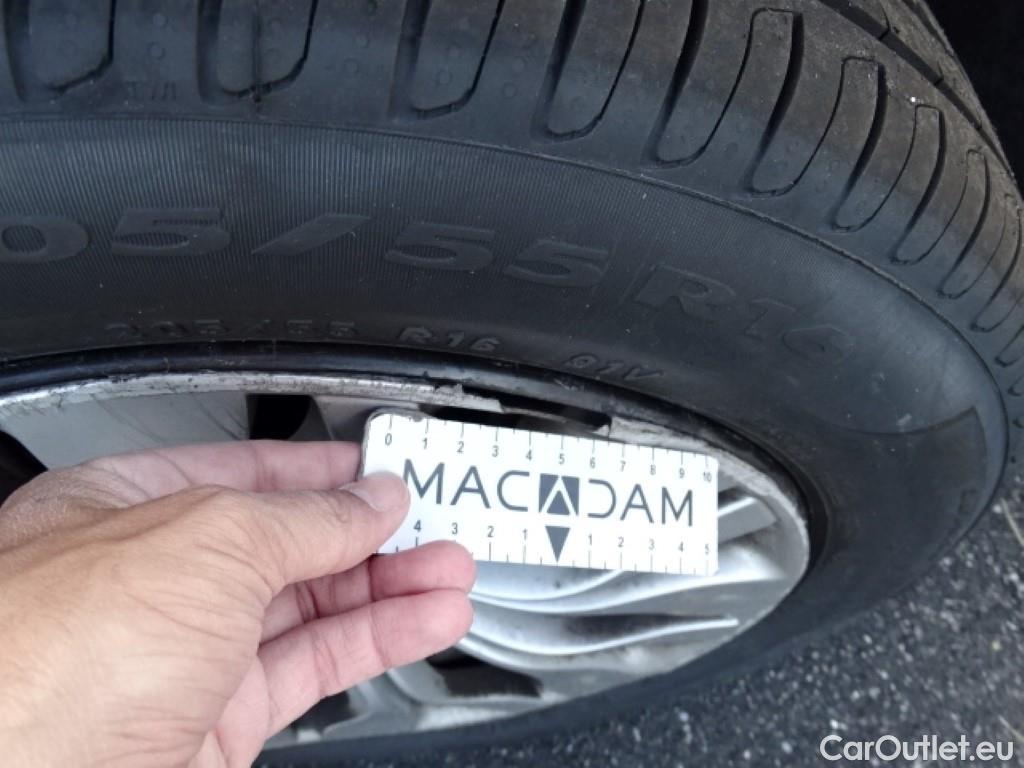 05/55 R16
205/55 R16 91V
0 1 2 3 4 5 6 7 8 9 10
MACADAM
4 3 2 1 1 2 3 4 5
CarOutlet.eu